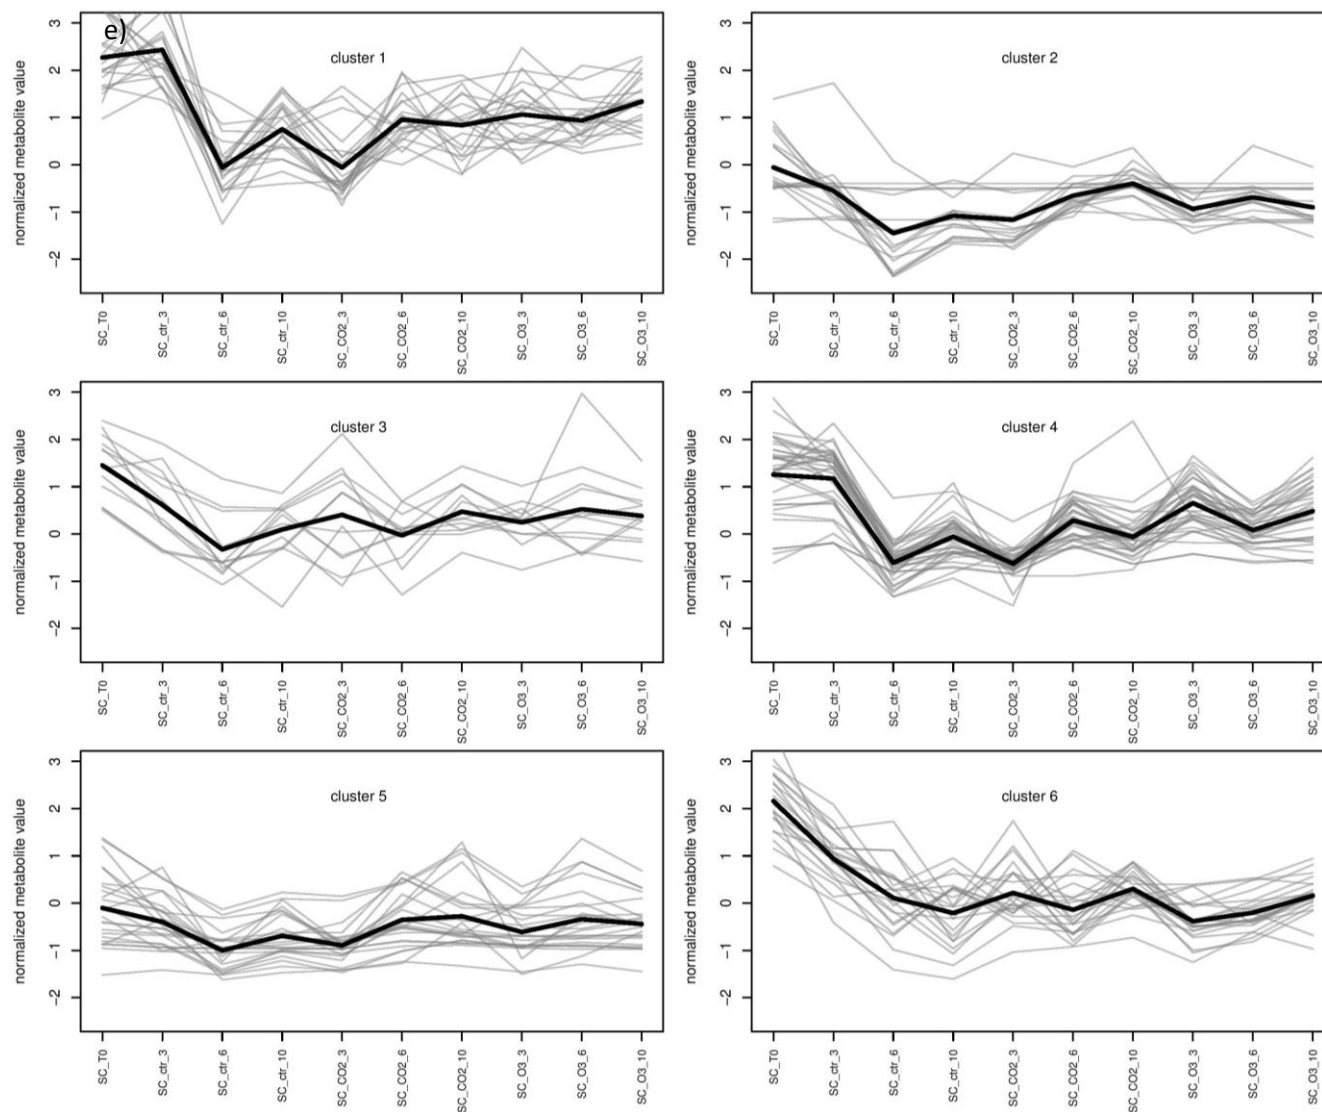 e)
cluster 1
normalized metabolite value
3
2
1
0
−1
−2
SC_T0
SC_ctr_3
SC_ctr_6
SC_ctr_10
SC_CO2_3
SC_CO2_6
SC_CO2_10
SC_O3_3
SC_O3_6
SC_O3_10
cluster 2
normalized metabolite value
3
2
1
0
−1
−2
SC_T0
SC_ctr_3
SC_ctr_6
SC_ctr_10
SC_CO2_3
SC_CO2_6
SC_CO2_10
SC_O3_3
SC_O3_6
SC_O3_10
cluster 3
normalized metabolite value
3
2
1
0
−1
−2
SC_T0
SC_ctr_3
SC_ctr_6
SC_ctr_10
SC_CO2_3
SC_CO2_6
SC_CO2_10
SC_O3_3
SC_O3_6
SC_O3_10
cluster 4
normalized metabolite value
3
2
1
0
−1
−2
SC_T0
SC_ctr_3
SC_ctr_6
SC_ctr_10
SC_CO2_3
SC_CO2_6
SC_CO2_10
SC_O3_3
SC_O3_6
SC_O3_10
cluster 5
normalized metabolite value
3
2
1
0
−1
−2
SC_T0
SC_ctr_3
SC_ctr_6
SC_ctr_10
SC_CO2_3
SC_CO2_6
SC_CO2_10
SC_O3_3
SC_O3_6
SC_O3_10
cluster 6
normalized metabolite value
3
2
1
0
−1
−2
SC_T0
SC_ctr_3
SC_ctr_6
SC_ctr_10
SC_CO2_3
SC_CO2_6
SC_CO2_10
SC_O3_3
SC_O3_6
SC_O3_10